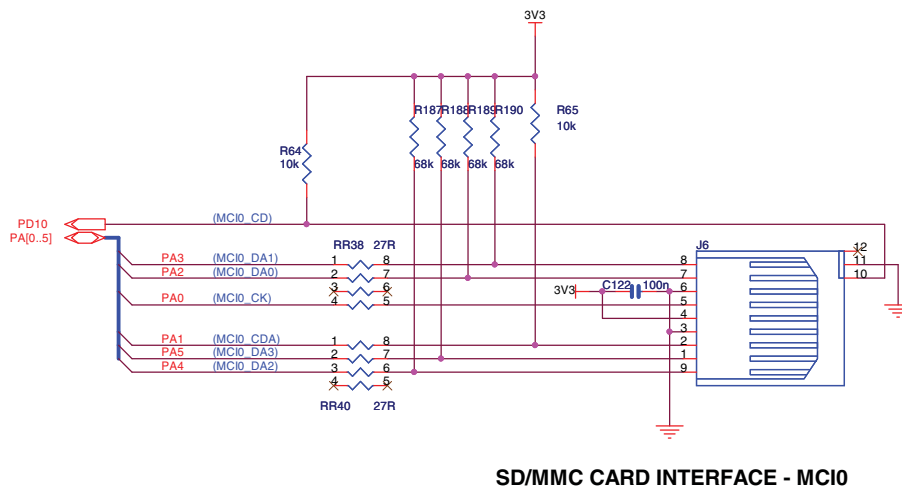 3V3
R187 R188 R189 R190 R65
10k
R64
10k
68k 68k 68k 68k
PD10 (MCI0_CD)
PA[0..5]
RR38 27R J6
12
PA3 (MCI0_DA1) 1 8 8 11
PA2 (MCI0_DA0) 2 7 7 10
3 6 3V3 C122 100n 6
PA0 (MCI0_CK) 4 5 5
4
3
PA1 (MCI0_CDA) 1 8 2
PA5 (MCI0_DA3) 2 7 1
PA4 (MCI0_DA2) 3 6 9
4 5
RR40 27R
SD/MMC CARD INTERFACE - MCI0